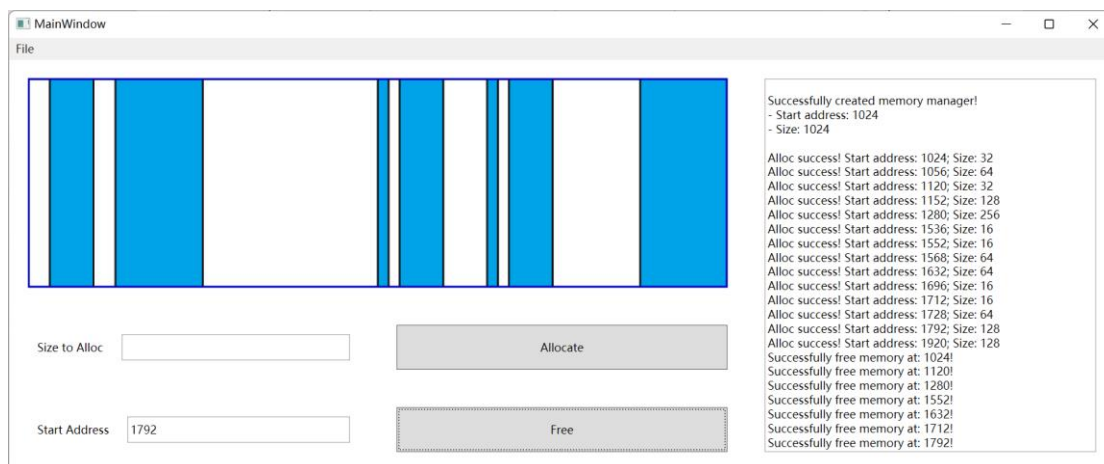 MainWindow
File
Successfully created memory manager!
- Start address: 1024
- Size: 1024
Alloc success! Start address: 1024; Size: 32
Alloc success! Start address: 1056; Size: 64
Alloc success! Start address: 1120; Size: 32
Alloc success! Start address: 1152; Size: 128
Alloc success! Start address: 1280; Size: 256
Alloc success! Start address: 1536; Size: 16
Alloc success! Start address: 1552; Size: 16
Alloc success! Start address: 1568; Size: 64
Alloc success! Start address: 1632; Size: 64
Alloc success! Start address: 1696; Size: 16
Alloc success! Start address: 1712; Size: 16
Alloc success! Start address: 1728; Size: 64
Alloc success! Start address: 1792; Size: 128
Alloc success! Start address: 1920; Size: 128
Successfully free memory at: 1024!
Successfully free memory at: 1120!
Successfully free memory at: 1280!
Successfully free memory at: 1552!
Successfully free memory at: 1632!
Successfully free memory at: 1712!
Successfully free memory at: 1792!
Size to Alloc
Allocate
Start Address
1792
Free